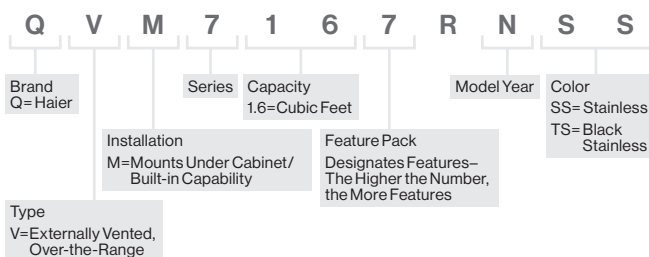 Q V M 7 1 6 7 R N S S
Brand
Q=Haier
Series
Capacity
1.6=Cubic Feet
Model Year
Color
SS= Stainless
TS= Black
Stainless
Installation
M=Mounts Under Cabinet/
Built-in Capability
Feature Pack
Designates Features–
The Higher the Number,
the More Features
Type
V=Externally Vented,
Over-the-Range